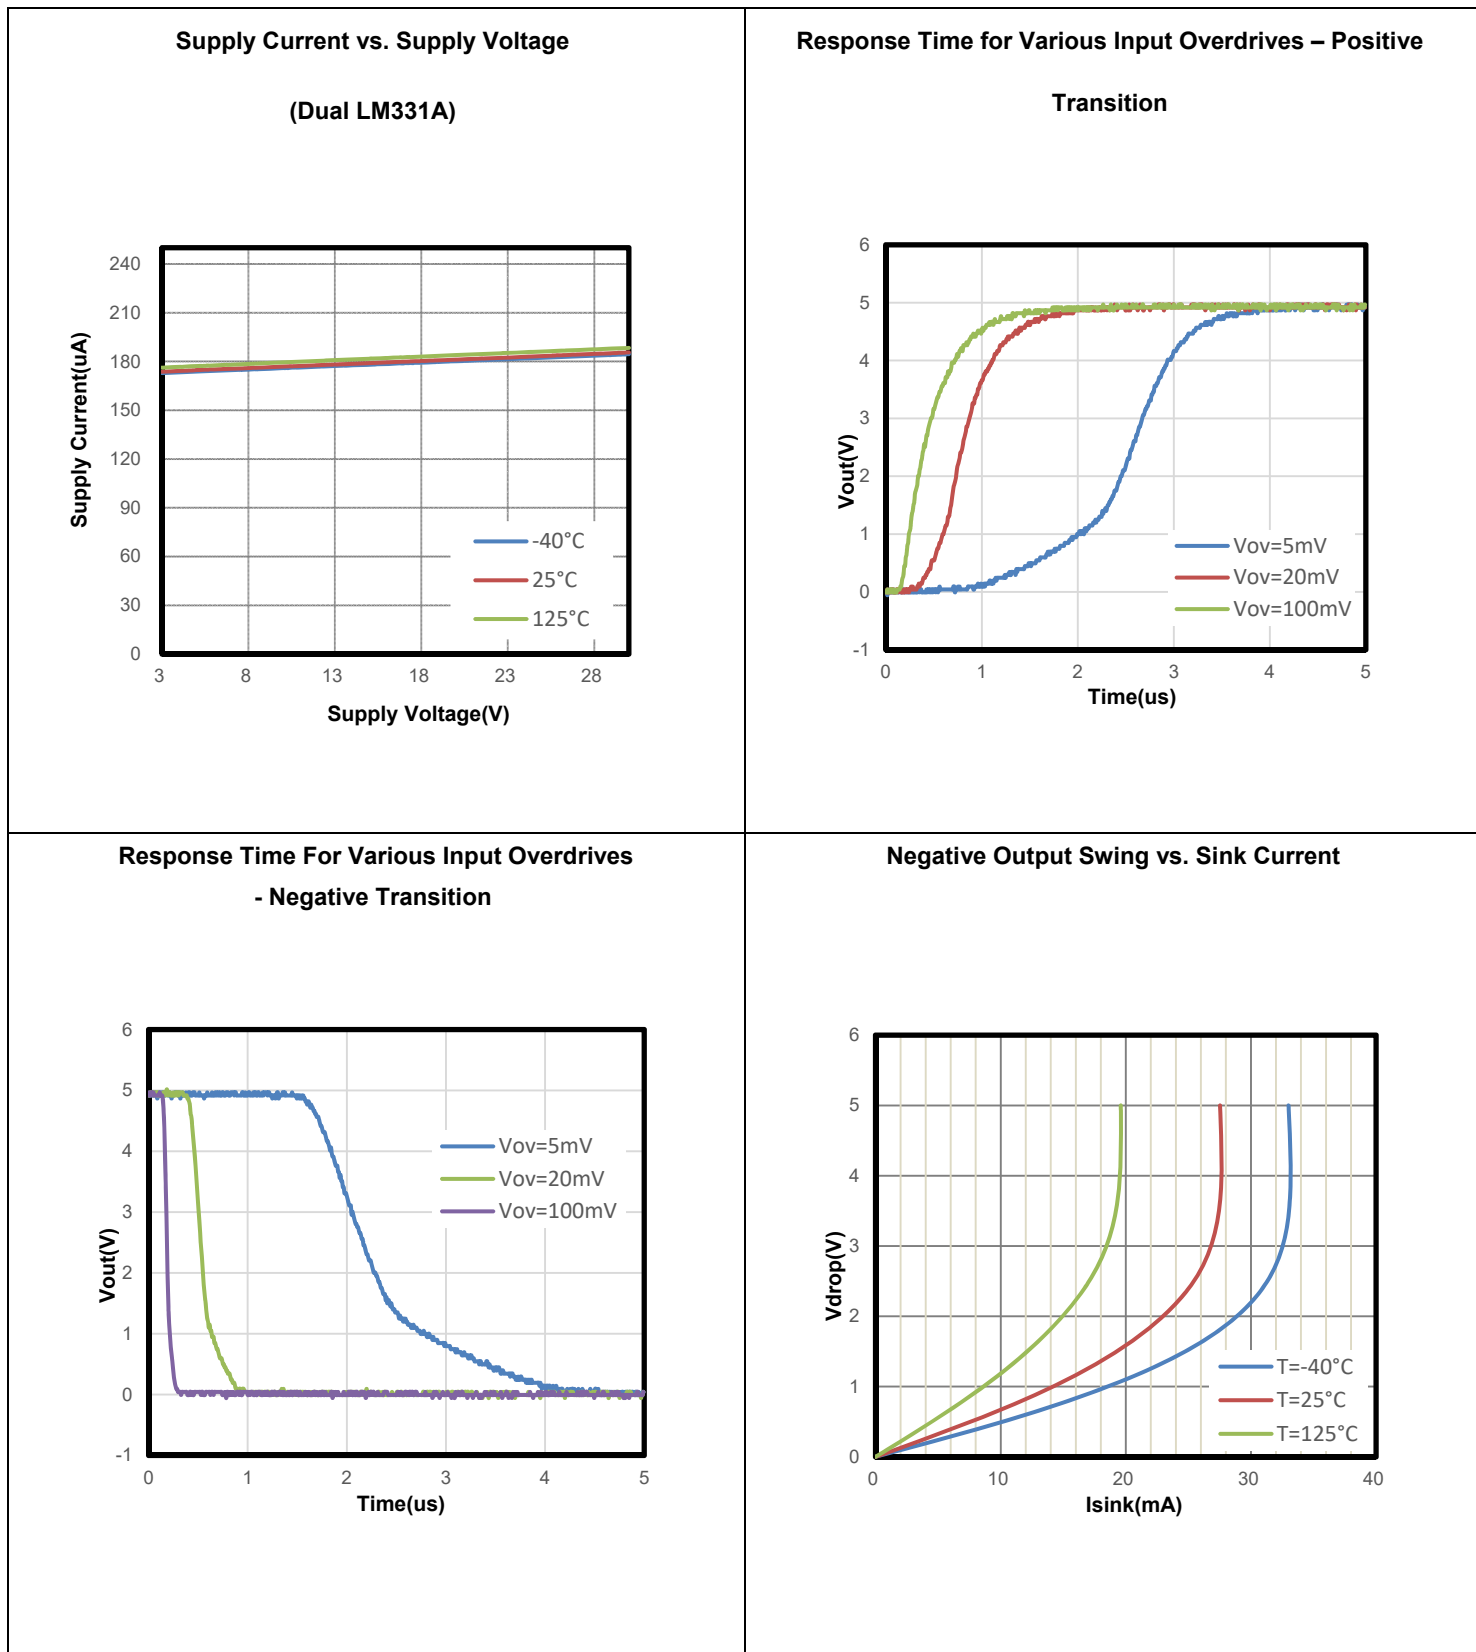 Supply Current vs. Supply Voltage
(Dual LM331A)
240
210
180
150
120
90
60
30
0
3 8 13 18 23 28
Supply Current(uA)
Supply Voltage(V)
-40°C
25°C
125°C
Response Time for Various Input Overdrives – Positive
Transition
6
5
4
3
2
1
0
-1
0 1 2 3 4 5
Vout(V)
Time(us)
Vov=5mV
Vov=20mV
Vov=100mV
Response Time For Various Input Overdrives
- Negative Transition
6
5
4
3
2
1
0
-1
0 1 2 3 4 5
Vout(V)
Time(us)
Vov=5mV
Vov=20mV
Vov=100mV
Negative Output Swing vs. Sink Current
6
5
4
3
2
1
0
0 10 20 30 40
Vdrop(V)
Isink(mA)
T=-40°C
T=25°C
T=125°C